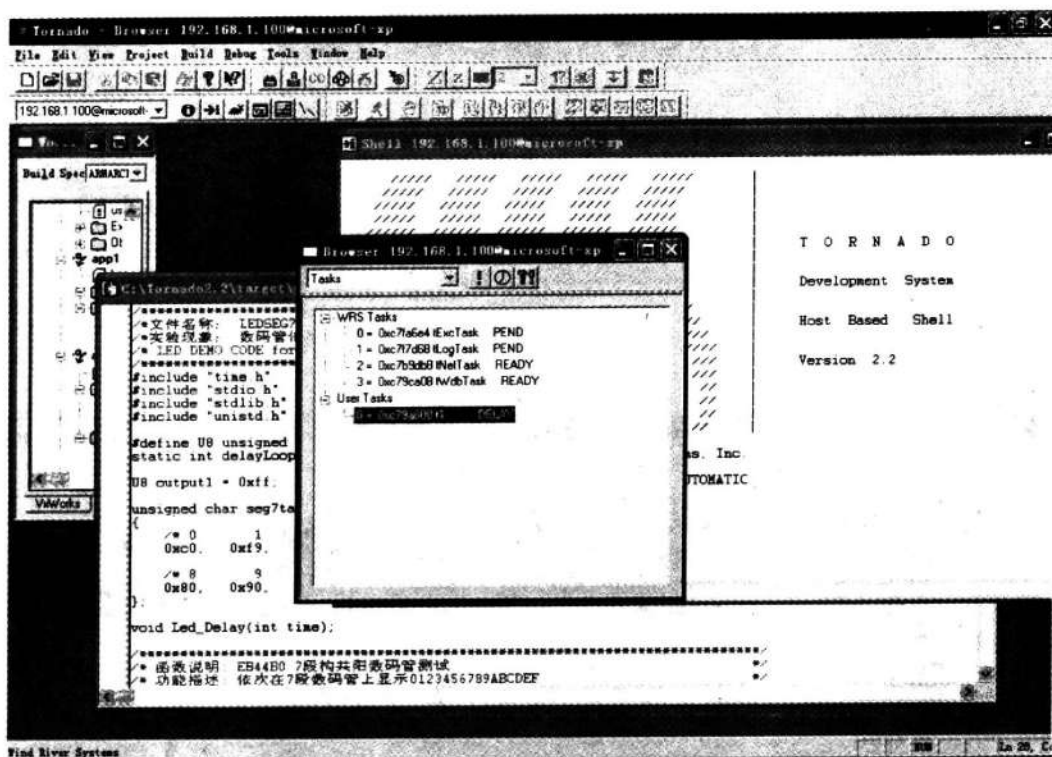 Tornado - Browser 192.168.1.100@microsoft-xp
File Edit View Project Build Debug Tools Window Help
192.168.1.100@microsoft-
Shell 192.168.1.100@microsoft-xp
Build Spec
app1
VxWorks
T O R N A D O
Development System
Host Based Shell
Version 2.2
Browser 192.168.1.100@microsoft-xp
Tasks
WRS Tasks
0 = 0xc7fa6e4 tExcTask PEND
1 = 0xc7f7d68 tLogTask PEND
2 = 0xc7b9db8 tNetTask READY
3 = 0xc79ca08 tWdbTask READY
User Tasks
C:\Tornado2.2\target\
/*文件名称: LEDSEG7
/*实验现象: 数码管
/* LED DEMO CODE for
#include "time.h"
#include "stdio.h"
#include "stdlib.h"
#include "unistd.h"
#define U8 unsigned
static int delayLoop
U8 output1 = 0xff;
unsigned char seg7ta
{
/* 0 1
0xc0, 0xf9,
/* 8 9
0x80, 0x90,
};
void Led_Delay(int time);
/* 函数说明: EB44B0 7段构共阳数码管测试 */
/* 功能描述: 依次在7段数码管上显示0123456789ABCDEF */
ms, Inc.
UTOMATIC
Wind River Systems
NUM
Ln 28, Co